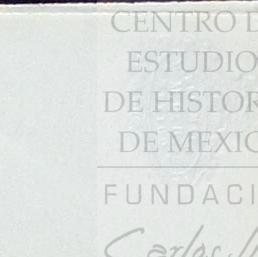 CENTRO D
ESTUDIO
DE HISTOR
DE MEXIC
FUNDACI
Carlos